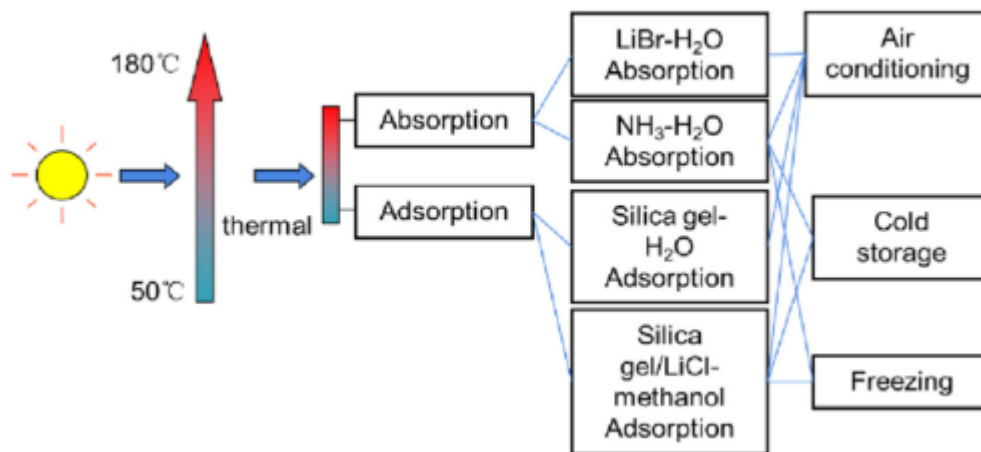 180℃
50℃
thermal
Absorption
Adsorption
LiBr-H₂O
Absorption
NH₃-H₂O
Absorption
Silica gel-
H₂O
Adsorption
Silica
gel/LiCl-
methanol
Adsorption
Air
conditioning
Cold
storage
Freezing